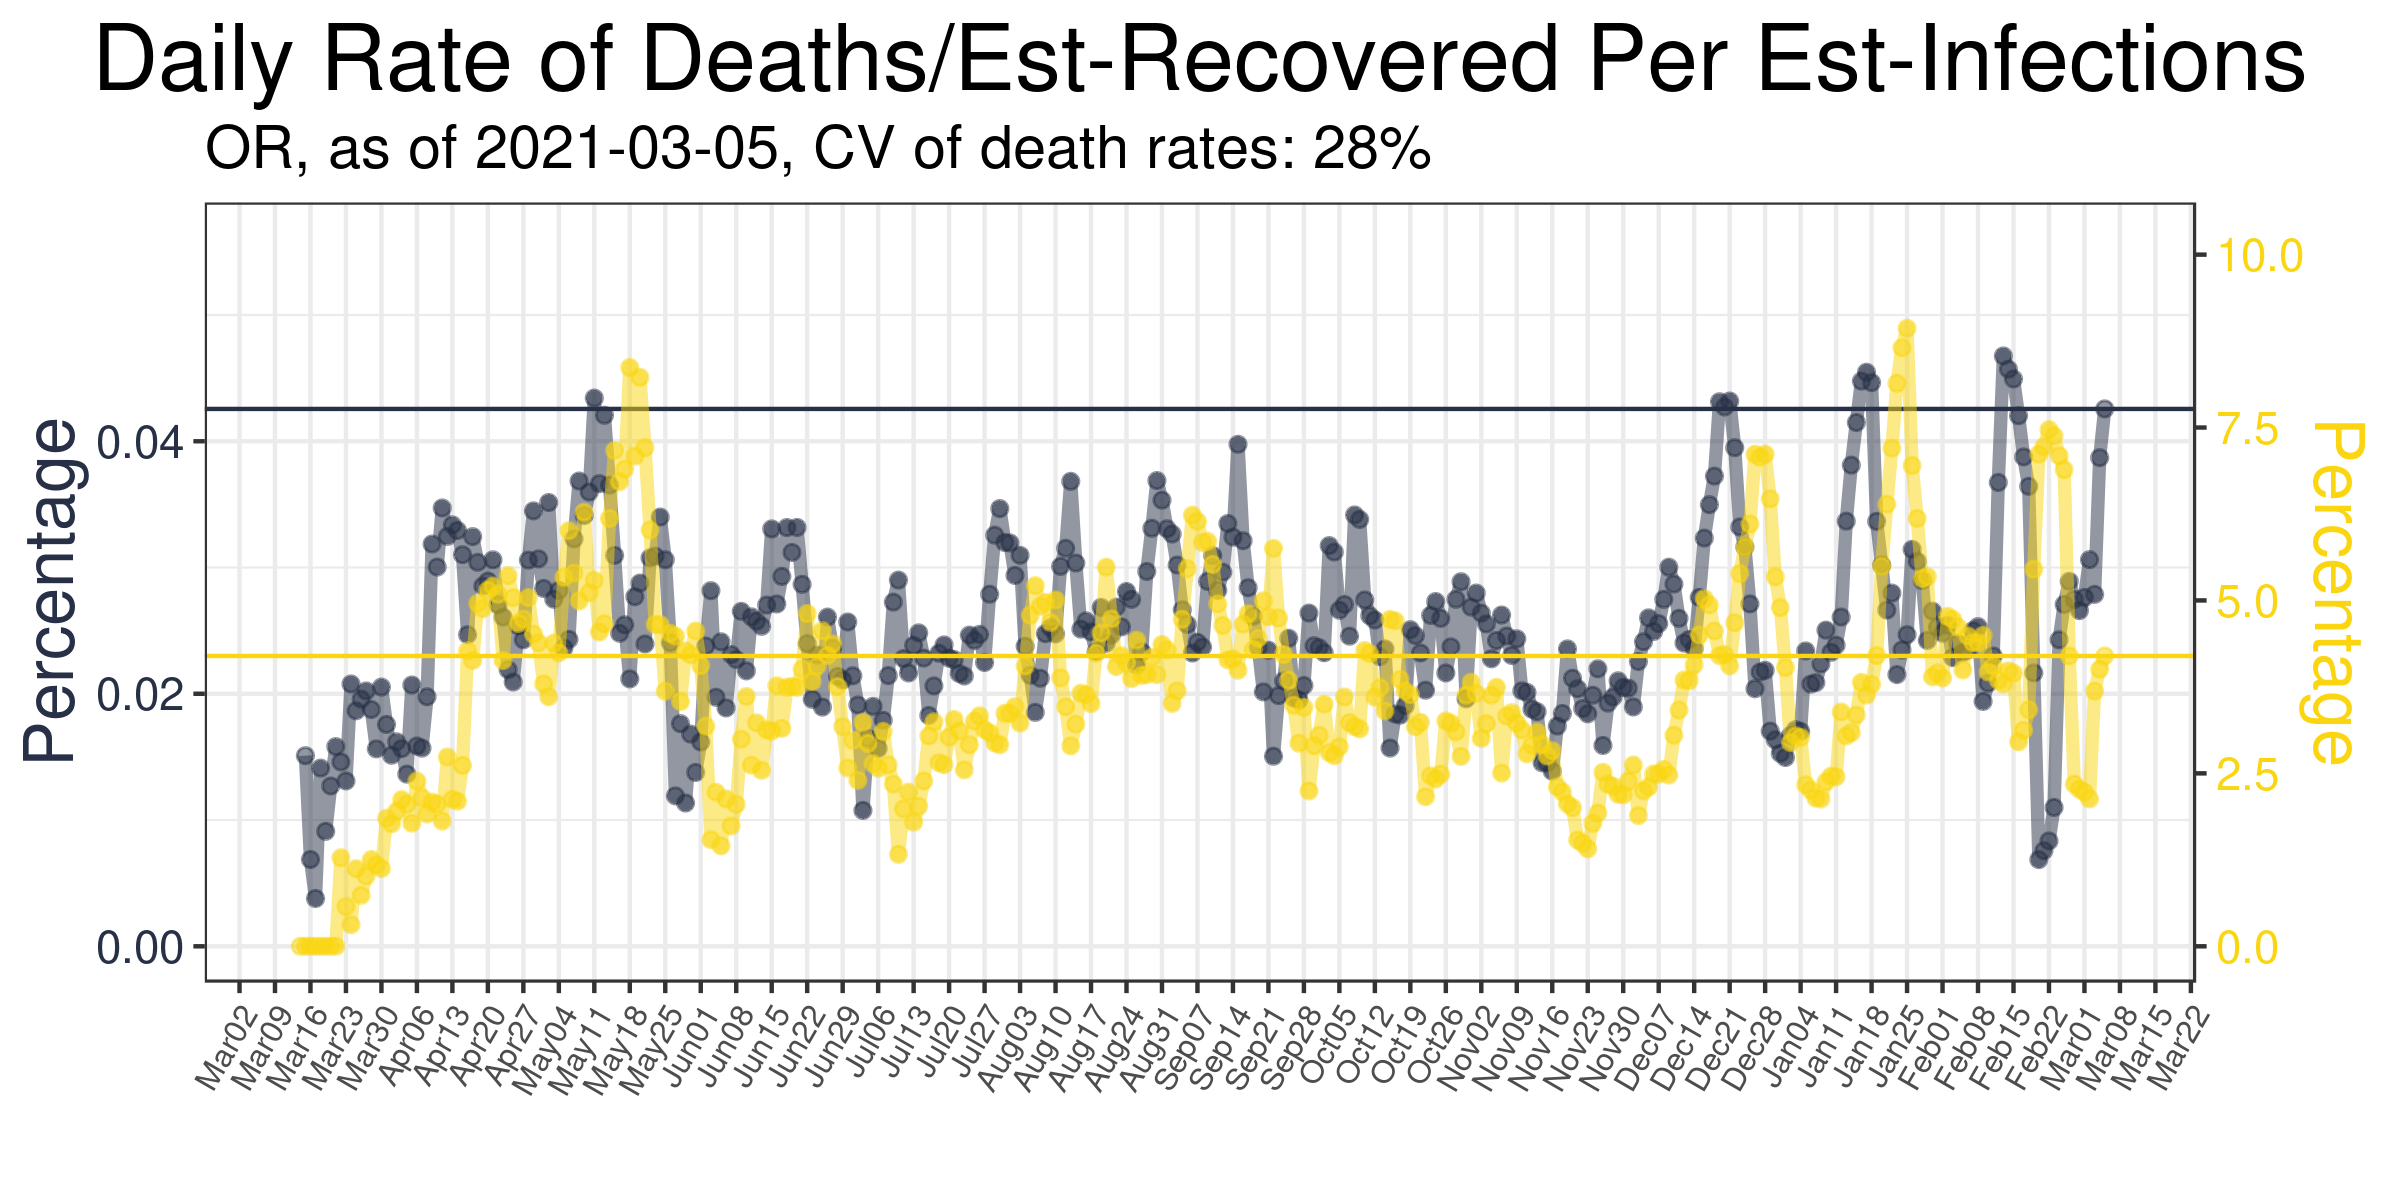 Daily Rate of Deaths/Est-Recovered Per Est-Infections
OR, as of 2021-03-05, CV of death rates: 28%
Percentage
0.04
0.02
0.00
10.0
7.5
5.0
2.5
0.0
Percentage
Mar02
Mar09
Mar16
Mar23
Mar30
Apr06
Apr13
Apr20
Apr27
May04
May11
May18
May25
Jun01
Jun08
Jun15
Jun22
Jun29
Jul06
Jul13
Jul20
Jul27
Aug03
Aug10
Aug17
Aug24
Aug31
Sep07
Sep14
Sep21
Sep28
Oct05
Oct12
Oct19
Oct26
Nov02
Nov09
Nov16
Nov23
Nov30
Dec07
Dec14
Dec21
Dec28
Jan04
Jan11
Jan18
Jan25
Feb01
Feb08
Feb15
Feb22
Mar01
Mar08
Mar15
Mar22